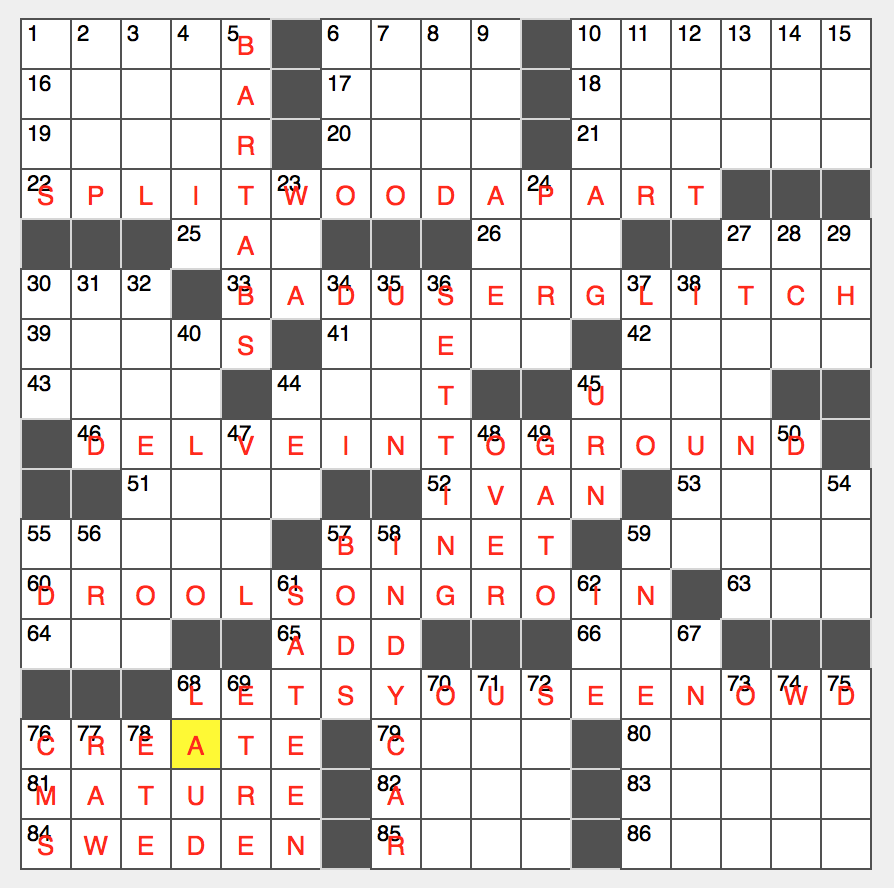 1 2 3 4 5 B 6 7 8 9 10 11 12 13 14 15
16 A 17 18
19 R 20 21
22 S P L I T 23 W O O D A 24 P A R T
25 A 26 27 28 29
30 31 32 33 B A 34 D 35 U 36 S E R G 37 L 38 I T C H
39 40 S 41 E 42
43 44 T 45 U
46 D E L 47 V E I N T 48 O 49 G R O U N 50 D
51 52 I V A N 53 54
55 56 57 B 58 I N E T 59
60 D R O O L 61 S O N G R O 62 I N 63
64 65 A D D 66 67
68 L 69 E T S Y 70 O 71 U 72 S E E N 73 O 74 W 75 D
76 C 77 R 78 E A T E 79 C 80
81 M A T U R E 82 A 83
84 S W E D E N 85 R 86